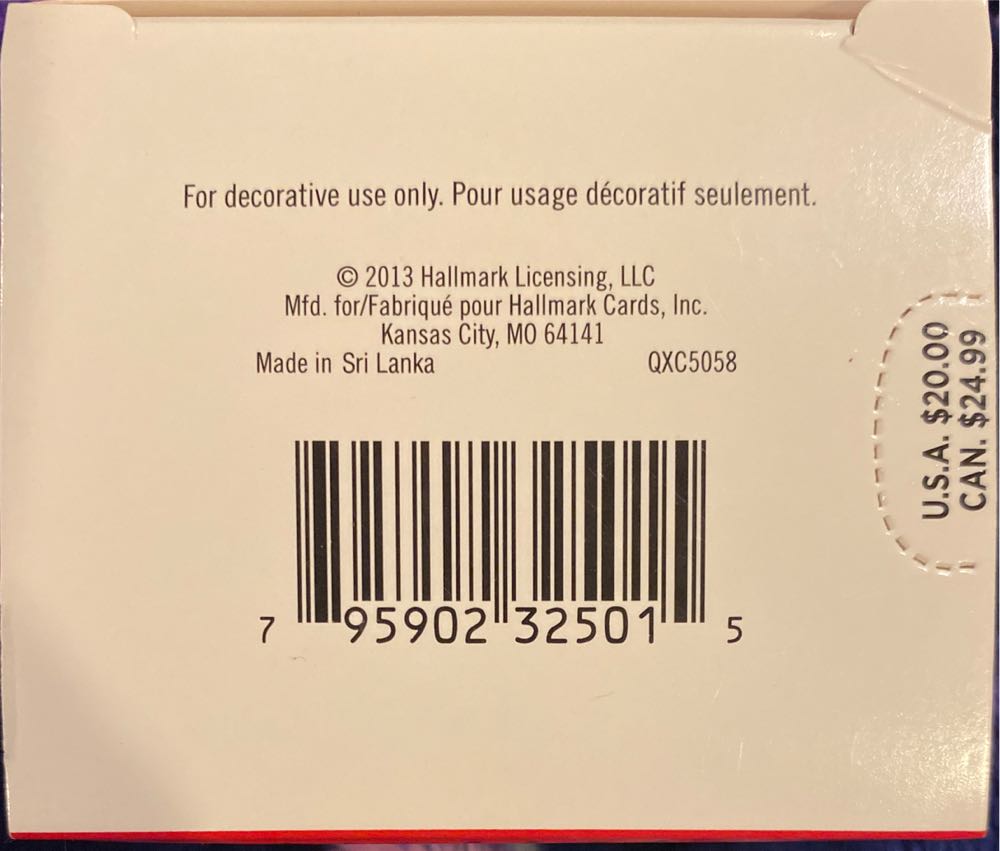 For decorative use only. Pour usage décoratif seulement.
© 2013 Hallmark Licensing, LLC
Mfd. for/Fabriqué pour Hallmark Cards, Inc.
Kansas City, MO 64141
Made in Sri Lanka QXC5058
U.S.A. $20.00
CAN. $24.99
7 95902 32501 5